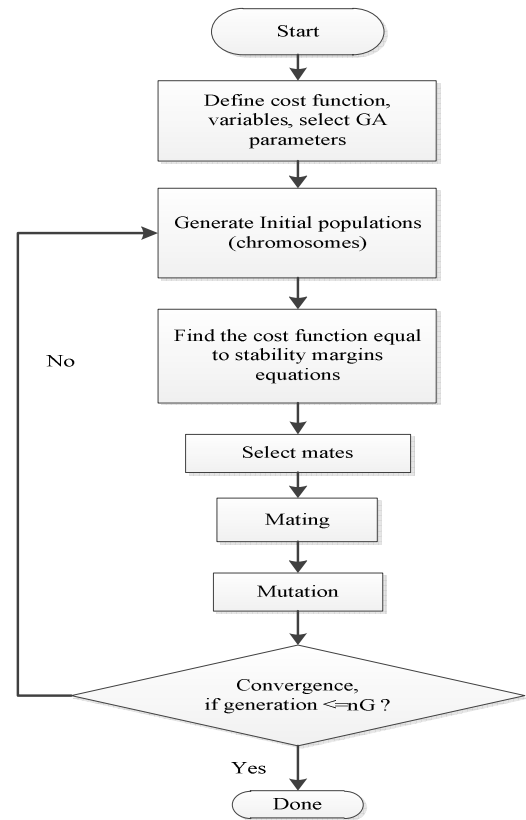 Start
Define cost function,
variables, select GA
parameters
Generate Initial populations
(chromosomes)
Find the cost function equal
to stability margins
equations
No
Select mates
Mating
Mutation
Convergence,
if generation <=nG ?
Yes
Done